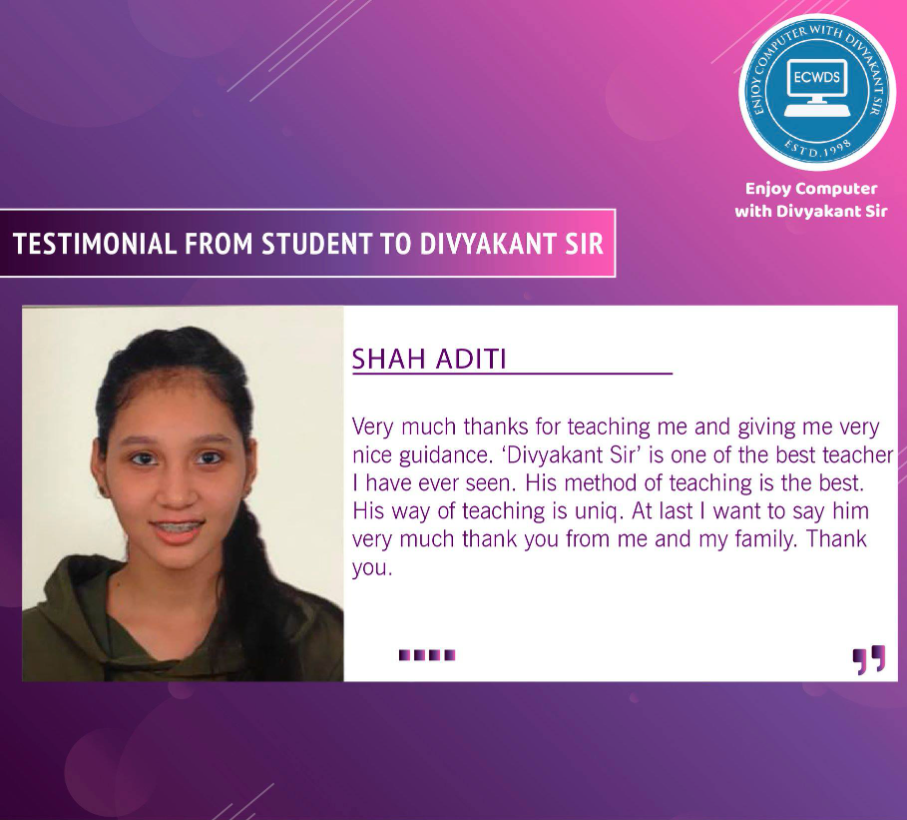 ENJOY COMPUTER WITH DIVYAKANT SIR
ECWDS
ESTD.1998
Enjoy Computer
with Divyakant Sir
TESTIMONIAL FROM STUDENT TO DIVYAKANT SIR
SHAH ADITI
Very much thanks for teaching me and giving me very
nice guidance. ‘Divyakant Sir’ is one of the best teacher
I have ever seen. His method of teaching is the best.
His way of teaching is uniq. At last I want to say him
very much thank you from me and my family. Thank
you.
”